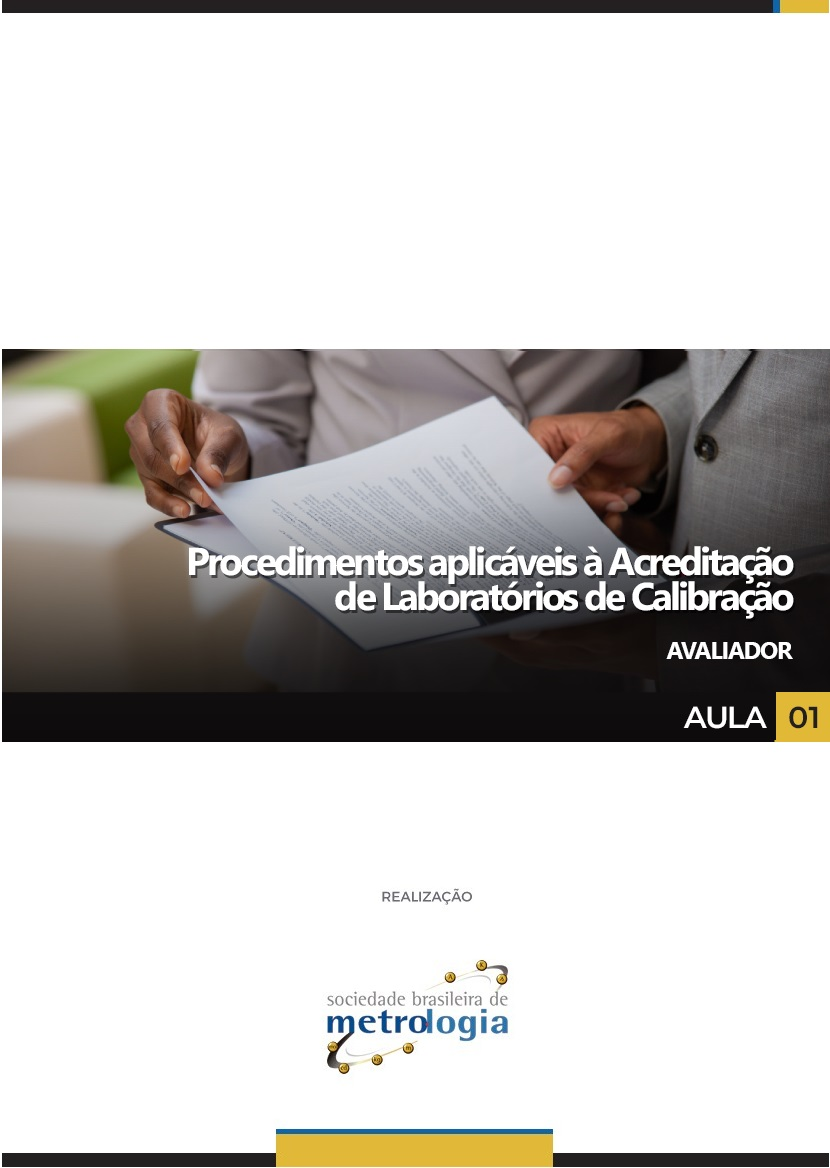 Procedimentos aplicáveis à Acreditação
de Laboratórios de Calibração
AVALIADOR
AULA 01
REALIZAÇÃO
sociedade brasileira de
metrologia